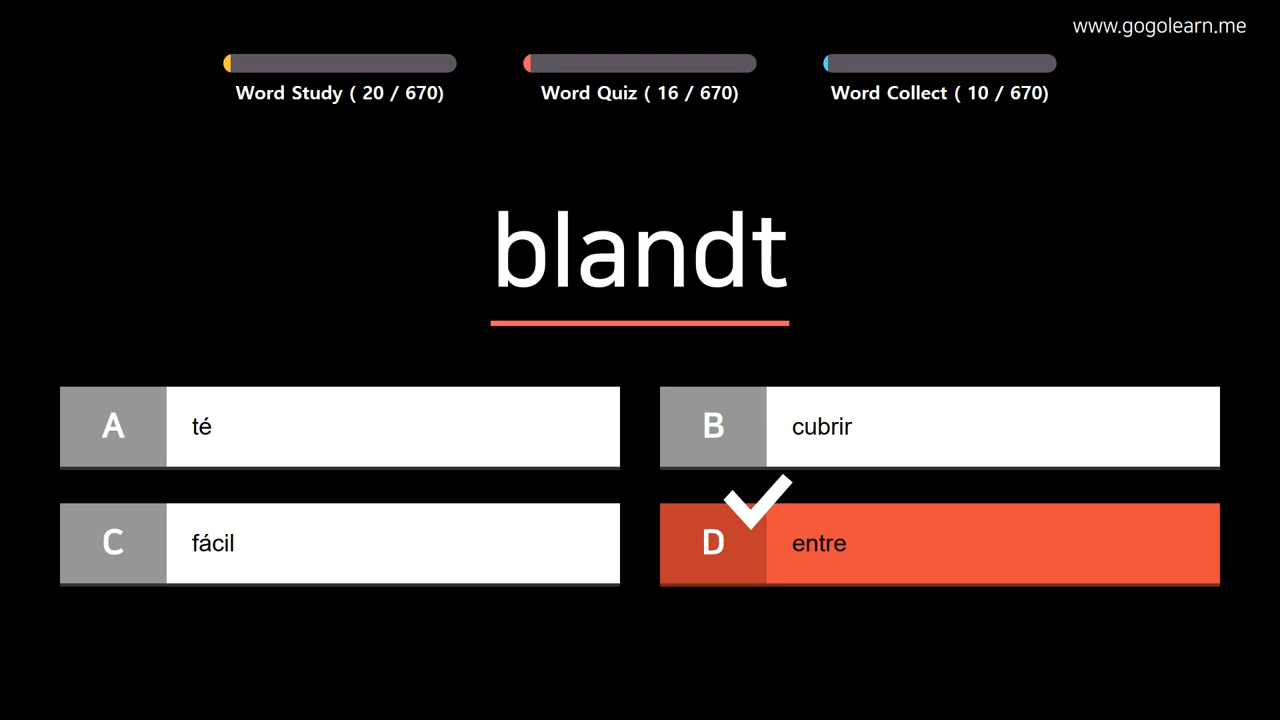 www.gogolearn.me
Word Study ( 20 / 670)
Word Quiz ( 16 / 670)
Word Collect ( 10 / 670)
blandt
A té
B cubrir
C fácil
D entre